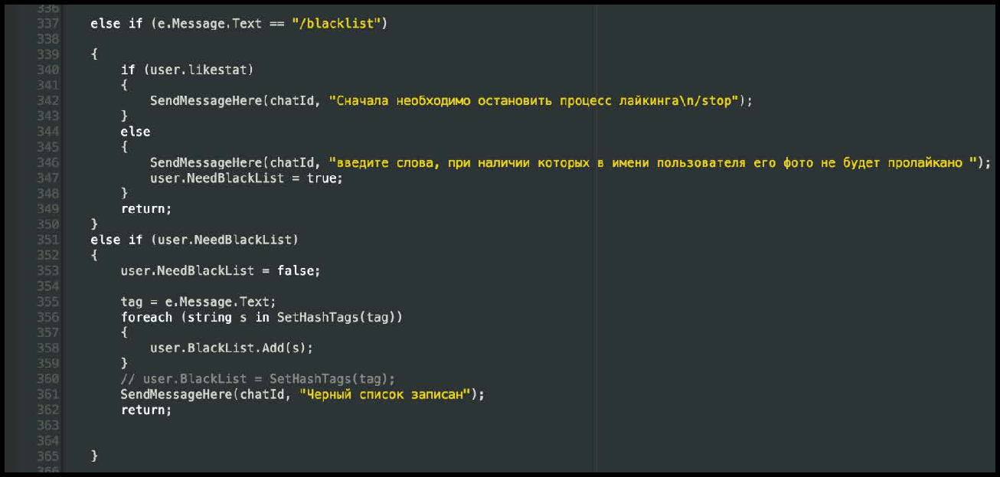 336
337 else if (e.Message.Text == "/blacklist")
338
339 {
340 if (user.likestat)
341 {
342 SendMessageHere(chatId, "Сначала необходимо остановить процесс лайкинга\n/stop");
343 }
344 else
345 {
346 SendMessageHere(chatId, "введите слова, при наличии которых в имени пользователя его фото не будет пролайкано ");
347 user.NeedBlackList = true;
348 }
349 return;
350 }
351 else if (user.NeedBlackList)
352 {
353 user.NeedBlackList = false;
354
355 tag = e.Message.Text;
356 foreach (string s in SetHashTags(tag))
357 {
358 user.BlackList.Add(s);
359 }
360 // user.BlackList = SetHashTags(tag);
361 SendMessageHere(chatId, "Черный список записан");
362 return;
363
364
365 }
366